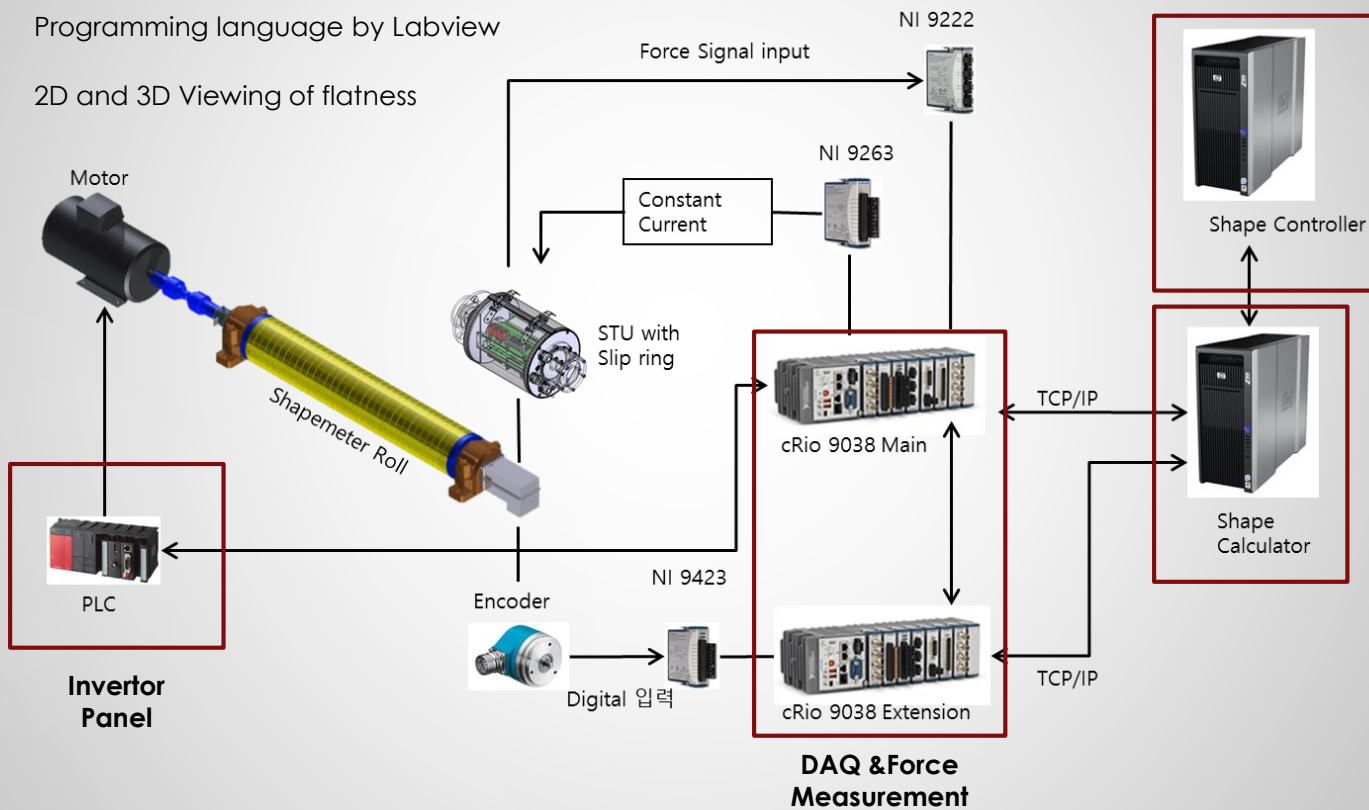 Programming language by Labview
2D and 3D Viewing of flatness
NI 9222
Force Signal input
NI 9263
Constant
Current
Motor
Shape Controller
STU with
Slip ring
Shapemeter Roll
TCP/IP
cRio 9038 Main
Shape
Calculator
NI 9423
PLC
Encoder
Digital 입력
TCP/IP
cRio 9038 Extension
Invertor
Panel
DAQ &Force
Measurement